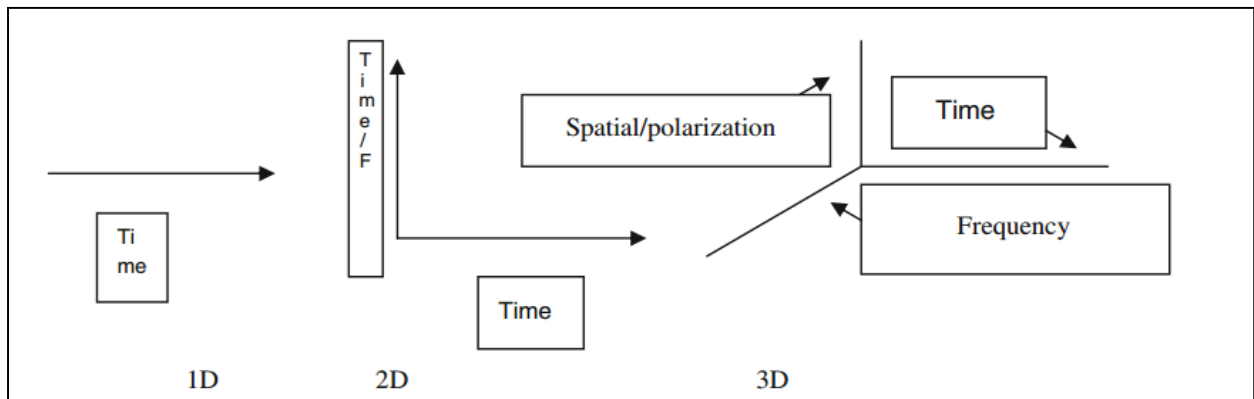 Ti
me
T
i
m
e
/
F
Time
Spatial/polarization
Time
Frequency
1D
2D
3D